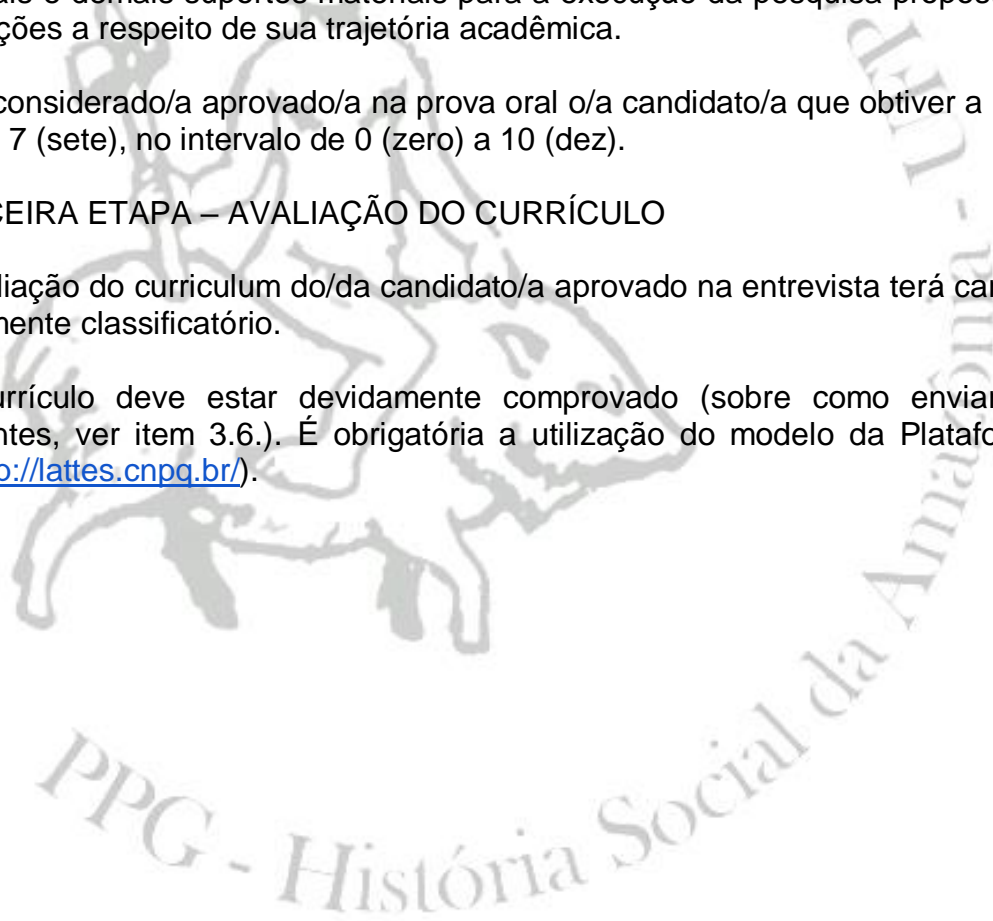 ais e demais suportes materiais para a execução da pesquisa propos
ções a respeito de sua trajetória acadêmica.
considerado/a aprovado/a na prova oral o/a candidato/a que obtiver a
7 (sete), no intervalo de 0 (zero) a 10 (dez).
CEIRA ETAPA – AVALIAÇÃO DO CURRÍCULO
liação do curriculum do/da candidato/a aprovado na entrevista terá car
mente classificatório.
urrículo deve estar devidamente comprovado (sobre como enviar
ntes, ver item 3.6.). É obrigatória a utilização do modelo da Platafo
p://lattes.cnpq.br/).
PPG - História Social da Amazônia - UFP